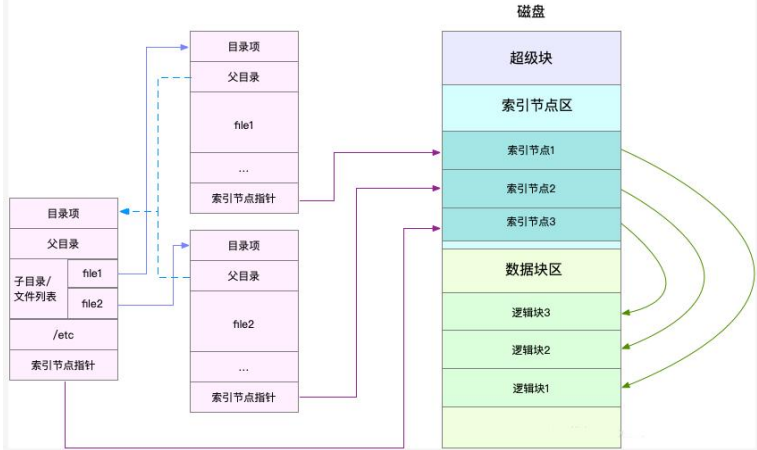 磁盘
目录项
父目录
file1
...
索引节点指针
目录项
父目录
file2
...
索引节点指针
目录项
父目录
子目录/
文件列表
file1
file2
/etc
索引节点指针
超级块
索引节点区
索引节点1
索引节点2
索引节点3
数据块区
逻辑块3
逻辑块2
逻辑块1